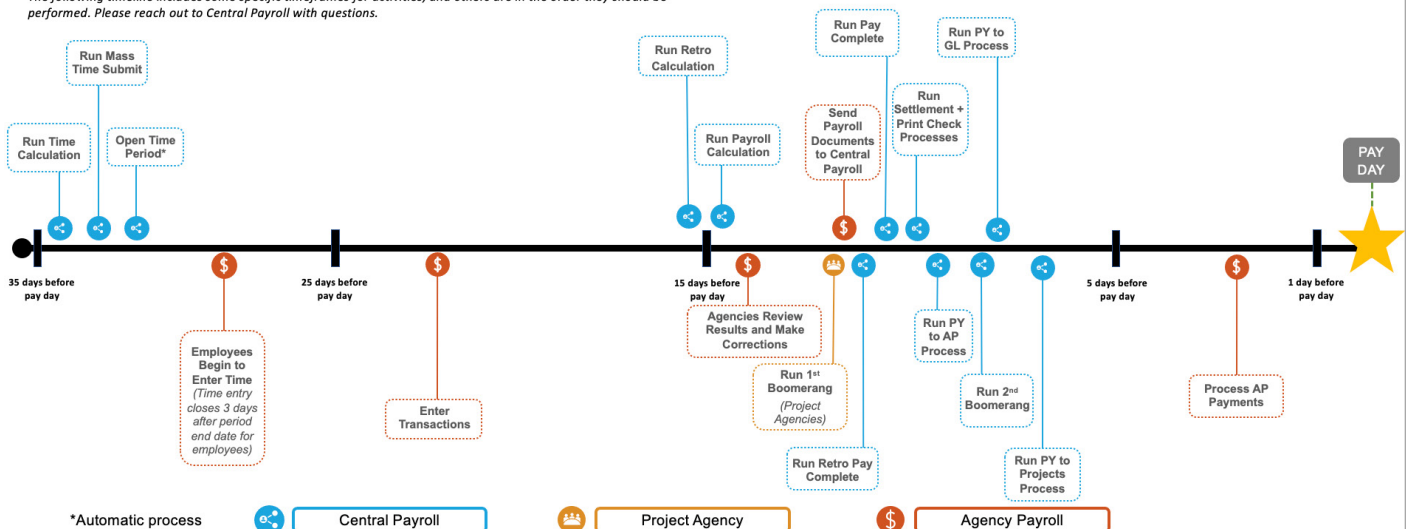 performed. Please reach out to Central Payroll with questions.
Run Time
Calculation
Run Mass
Time Submit
Open Time
Period*
Run Retro
Calculation
Run Payroll
Calculation
Send
Payroll
Documents
to Central
Payroll
Run Pay
Complete
Run
Settlement +
Print Check
Processes
Run PY to
GL Process
PAY
DAY
35 days before
pay day
25 days before
pay day
15 days before
pay day
5 days before
pay day
1 day before
pay day
Employees
Begin to
Enter Time
(Time entry
closes 3 days
after period
end date for
employees)
Enter
Transactions
Agencies Review
Results and Make
Corrections
Run 1st
Boomerang
(Project
Agencies)
Run Retro Pay
Complete
Run PY
to AP
Process
Run 2nd
Boomerang
Run PY to
Projects
Process
Process AP
Payments
*Automatic process
Central Payroll
Project Agency
Agency Payroll